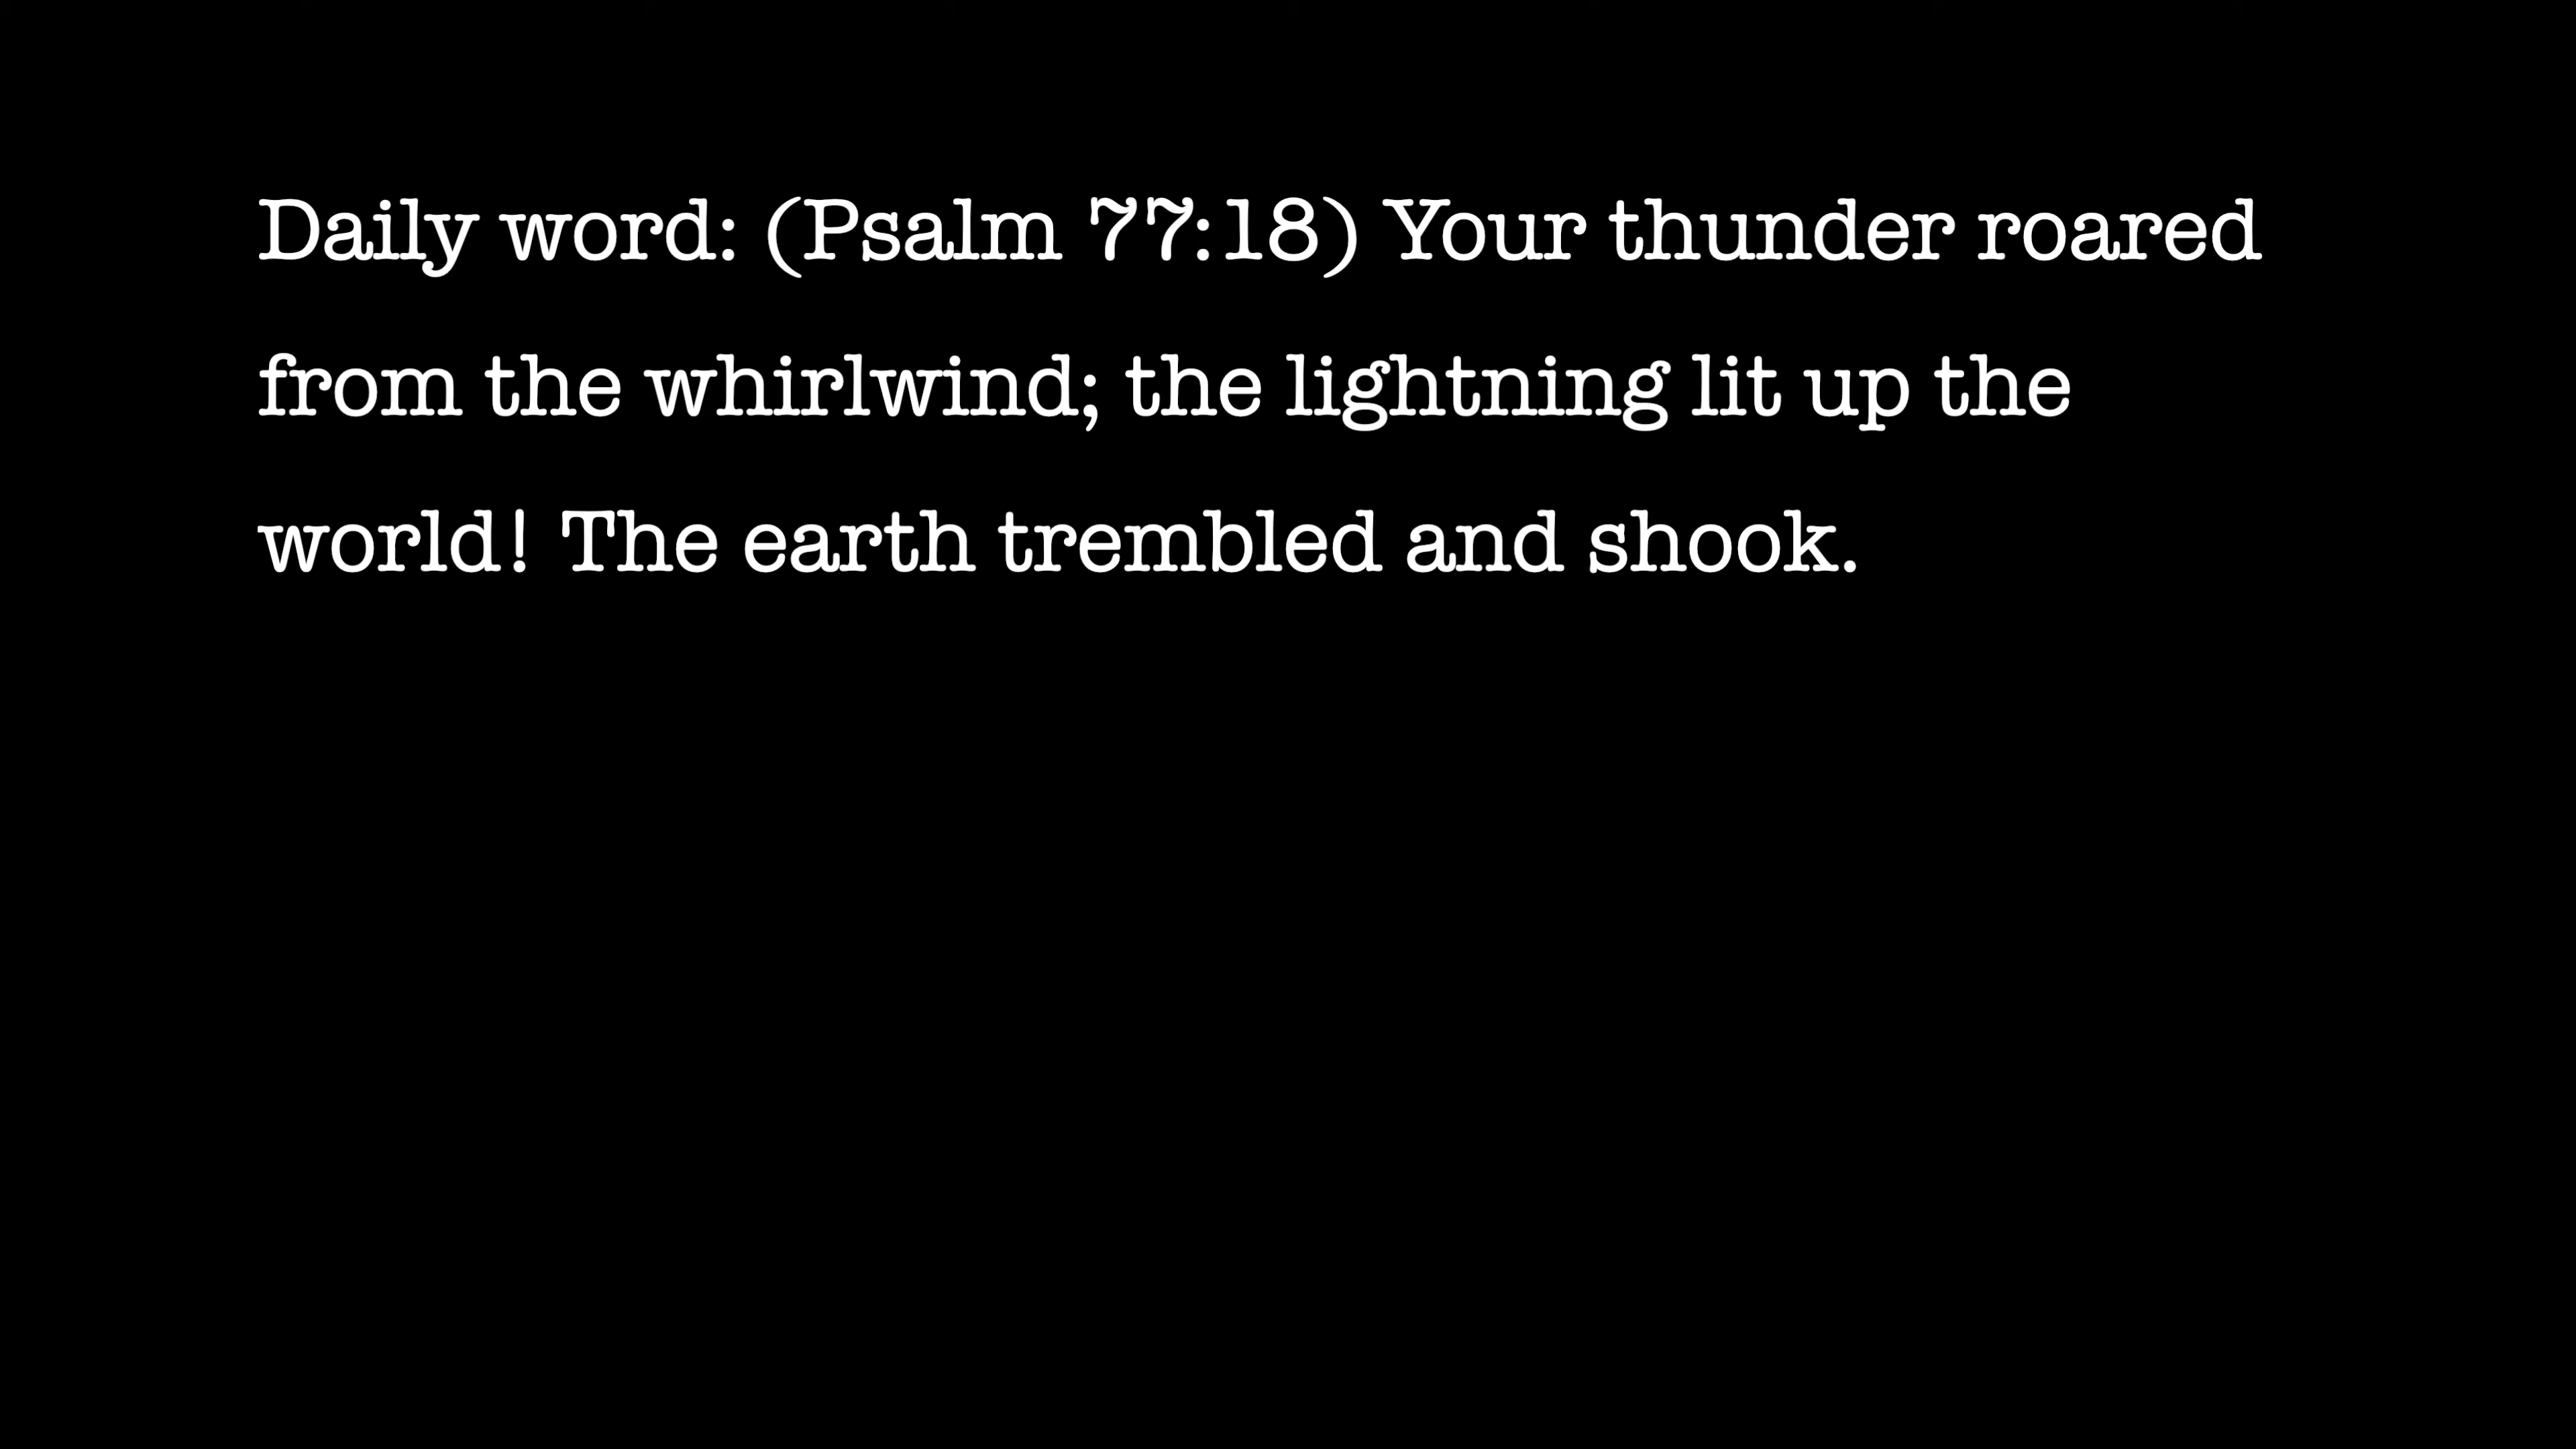 Daily word: (Psalm 77:18) Your thunder roared
from the whirlwind; the lightning lit up the
world! The earth trembled and shook.